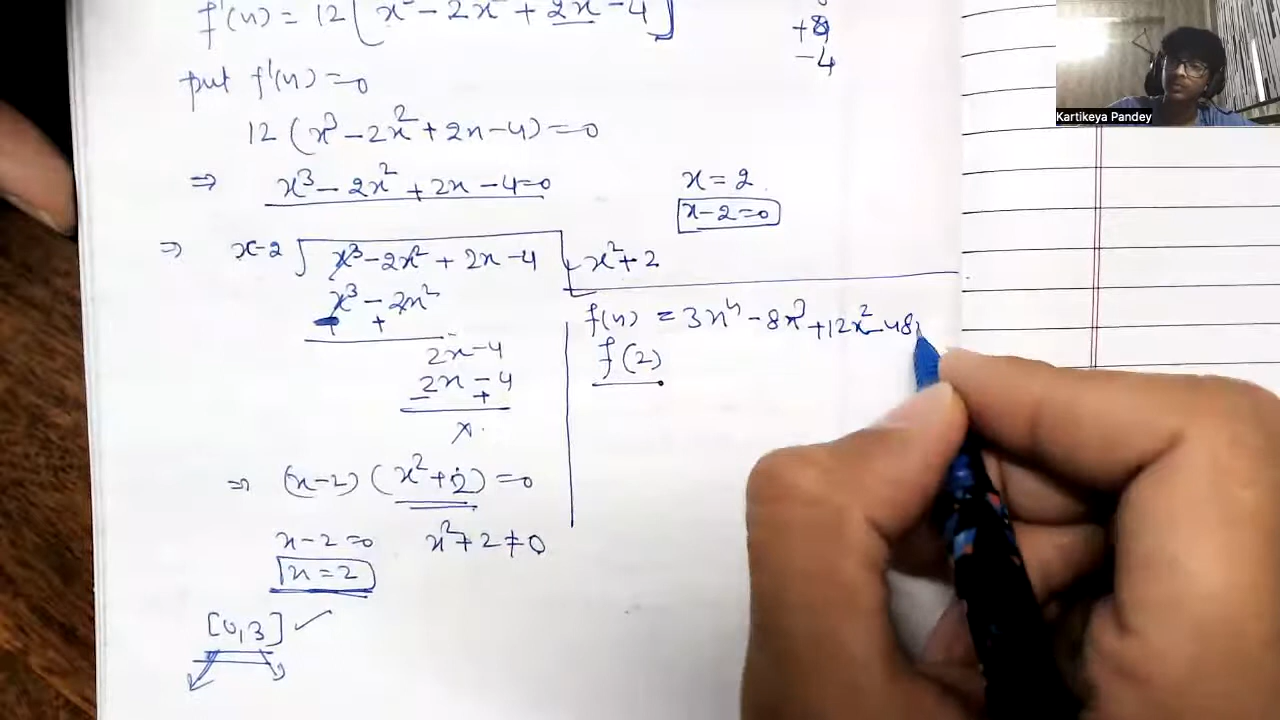 f'(x) = 12[x³ - 2x² + 2x - 4]
+8
-4
put f'(x) = 0
12(x³ - 2x² + 2x - 4) = 0
⇒ x³ - 2x² + 2x - 4 = 0
x = 2
x - 2 = 0
⇒ x-2 ) x³ - 2x² + 2x - 4 ( x² + 2
x³ - 2x²
- +
2x - 4
2x - 4
- +
x
f(x) = 3x⁴ - 8x³ + 12x² - 48
f(2)
⇒ (x-2)(x² + 2) = 0
x - 2 = 0 x² + 2 ≠ 0
x = 2
[0,3] ✓
Kartikeya Pandey